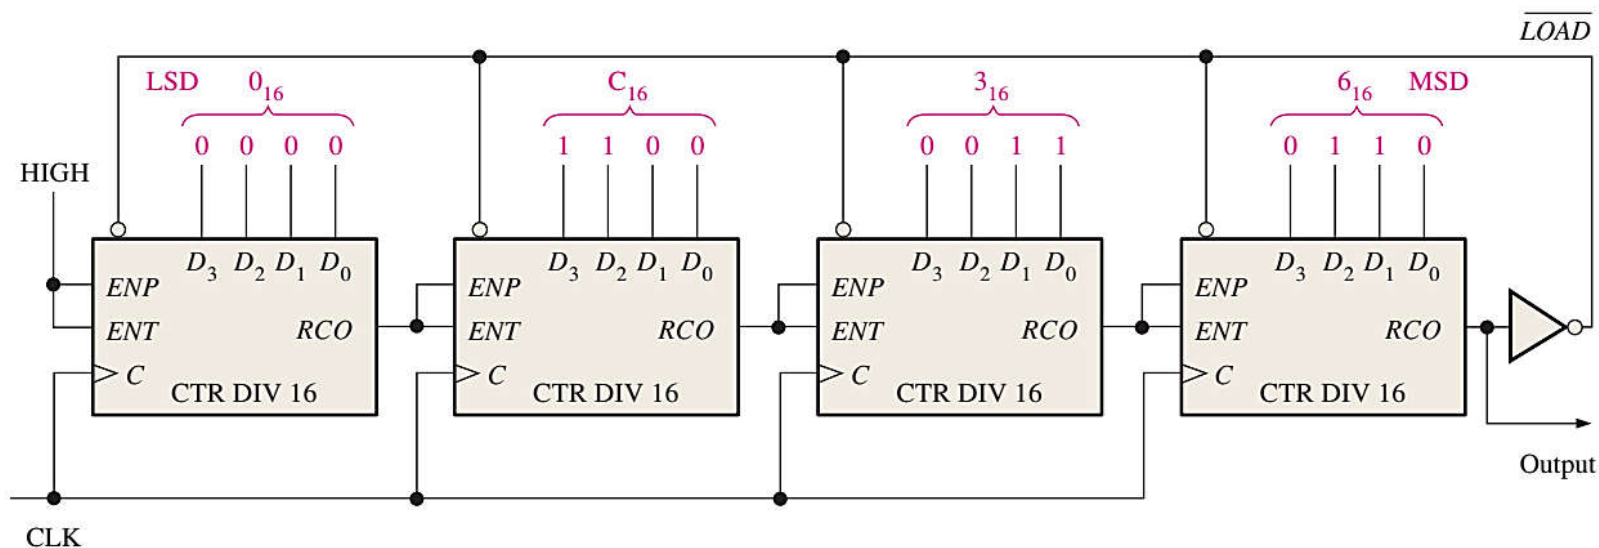 LOAD
LSD 0₁₆ C₁₆ 3₁₆ 6₁₆ MSD
0 0 0 0 1 1 0 0 0 0 1 1 0 1 1 0
HIGH
D₃ D₂ D₁ D₀ D₃ D₂ D₁ D₀ D₃ D₂ D₁ D₀ D₃ D₂ D₁ D₀
ENP ENP ENP ENP
ENT RCO ENT RCO ENT RCO ENT RCO
C C C C
CTR DIV 16 CTR DIV 16 CTR DIV 16 CTR DIV 16
Output
CLK